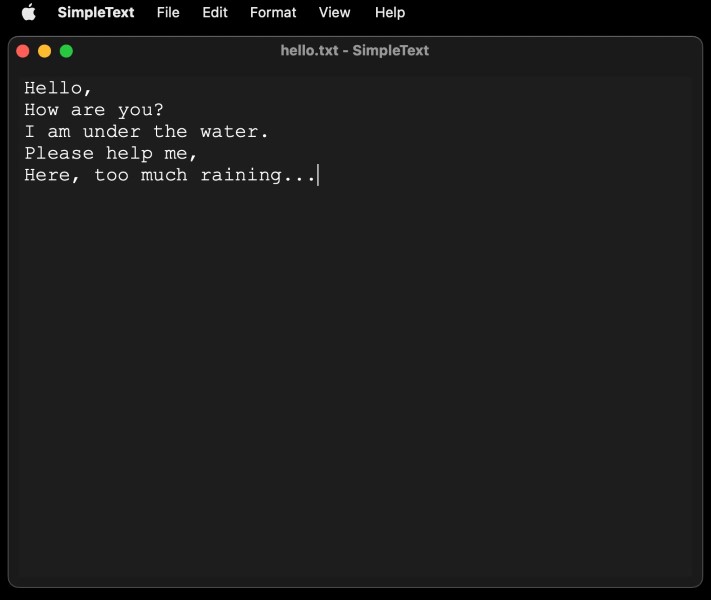 SimpleText File Edit Format View Help
hello.txt - SimpleText
Hello,
How are you?
I am under the water.
Please help me,
Here, too much raining...